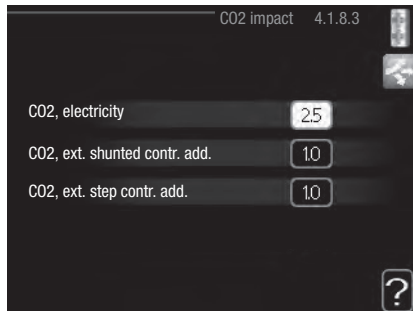 CO2 impact 4.1.8.3
CO2, electricity 2.5
CO2, ext. shunted contr. add. 1.0
CO2, ext. step contr. add. 1.0
?